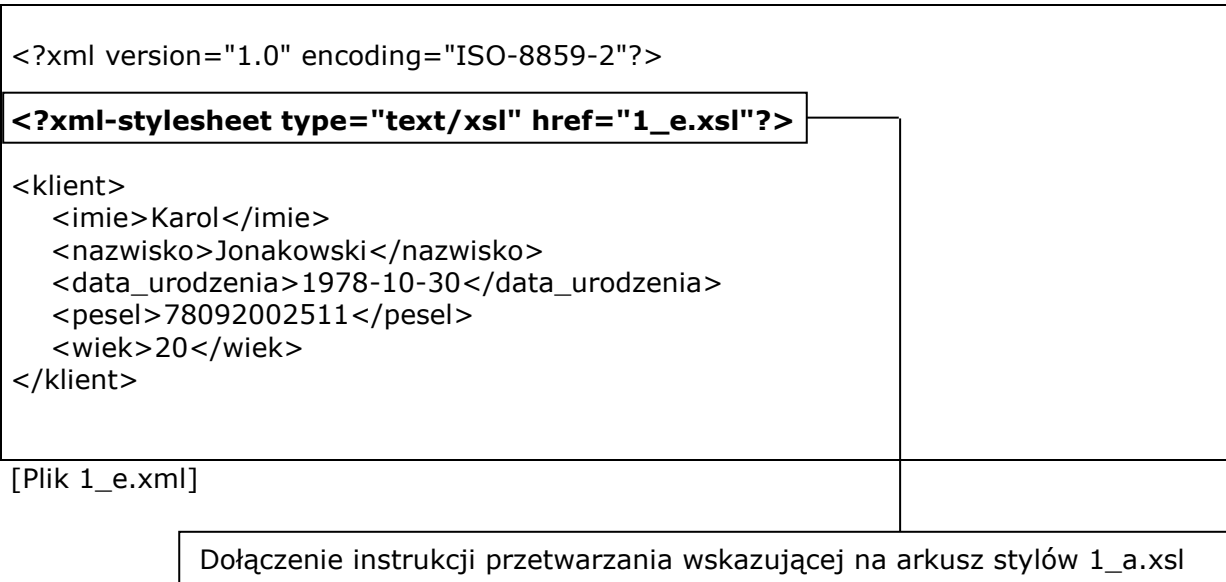 <?xml version="1.0" encoding="ISO-8859-2"?>
<?xml-stylesheet type="text/xsl" href="1_e.xsl"?>
<klient>
<imie>Karol</imie>
<nazwisko>Jonakowski</nazwisko>
<data_urodzenia>1978-10-30</data_urodzenia>
<pesel>78092002511</pesel>
<wiek>20</wiek>
</klient>
[Plik 1_e.xml]
Dołączenie instrukcji przetwarzania wskazującej na arkusz stylów 1_a.xsl